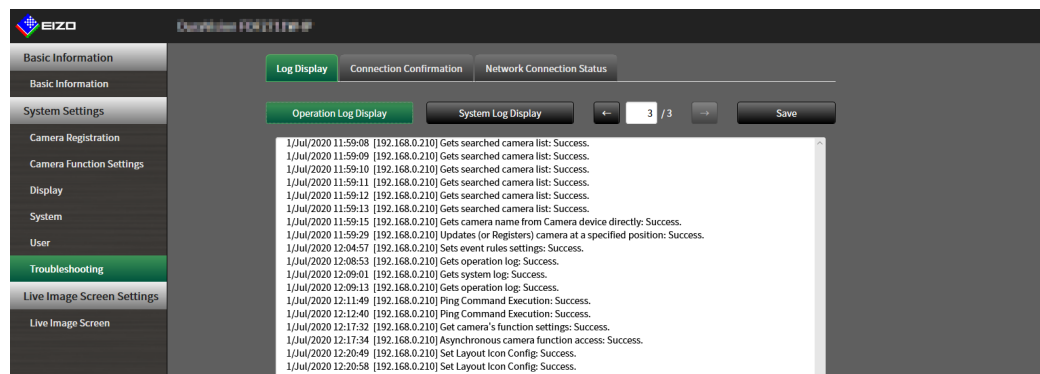 EIZO
Basic Information
Basic Information
System Settings
Camera Registration
Camera Function Settings
Display
System
User
Troubleshooting
Live Image Screen Settings
Live Image Screen
Log Display Connection Confirmation Network Connection Status
Operation Log Display System Log Display ← 3 / 3 → Save
1/Jul/2020 11:59:08 [192.168.0.210] Gets searched camera list: Success.
1/Jul/2020 11:59:09 [192.168.0.210] Gets searched camera list: Success.
1/Jul/2020 11:59:10 [192.168.0.210] Gets searched camera list: Success.
1/Jul/2020 11:59:11 [192.168.0.210] Gets searched camera list: Success.
1/Jul/2020 11:59:12 [192.168.0.210] Gets searched camera list: Success.
1/Jul/2020 11:59:13 [192.168.0.210] Gets searched camera list: Success.
1/Jul/2020 11:59:15 [192.168.0.210] Gets camera name from Camera device directly: Success.
1/Jul/2020 11:59:29 [192.168.0.210] Updates (or Registers) camera at a specified position: Success.
1/Jul/2020 12:04:57 [192.168.0.210] Sets event rules settings: Success.
1/Jul/2020 12:08:53 [192.168.0.210] Gets operation log: Success.
1/Jul/2020 12:09:01 [192.168.0.210] Gets system log: Success.
1/Jul/2020 12:09:13 [192.168.0.210] Gets operation log: Success.
1/Jul/2020 12:11:49 [192.168.0.210] Ping Command Execution: Success.
1/Jul/2020 12:12:40 [192.168.0.210] Ping Command Execution: Success.
1/Jul/2020 12:17:32 [192.168.0.210] Get camera's function settings: Success.
1/Jul/2020 12:17:34 [192.168.0.210] Asynchronous camera function access: Success.
1/Jul/2020 12:20:49 [192.168.0.210] Set Layout Icon Config: Success.
1/Jul/2020 12:20:58 [192.168.0.210] Set Layout Icon Config: Success.